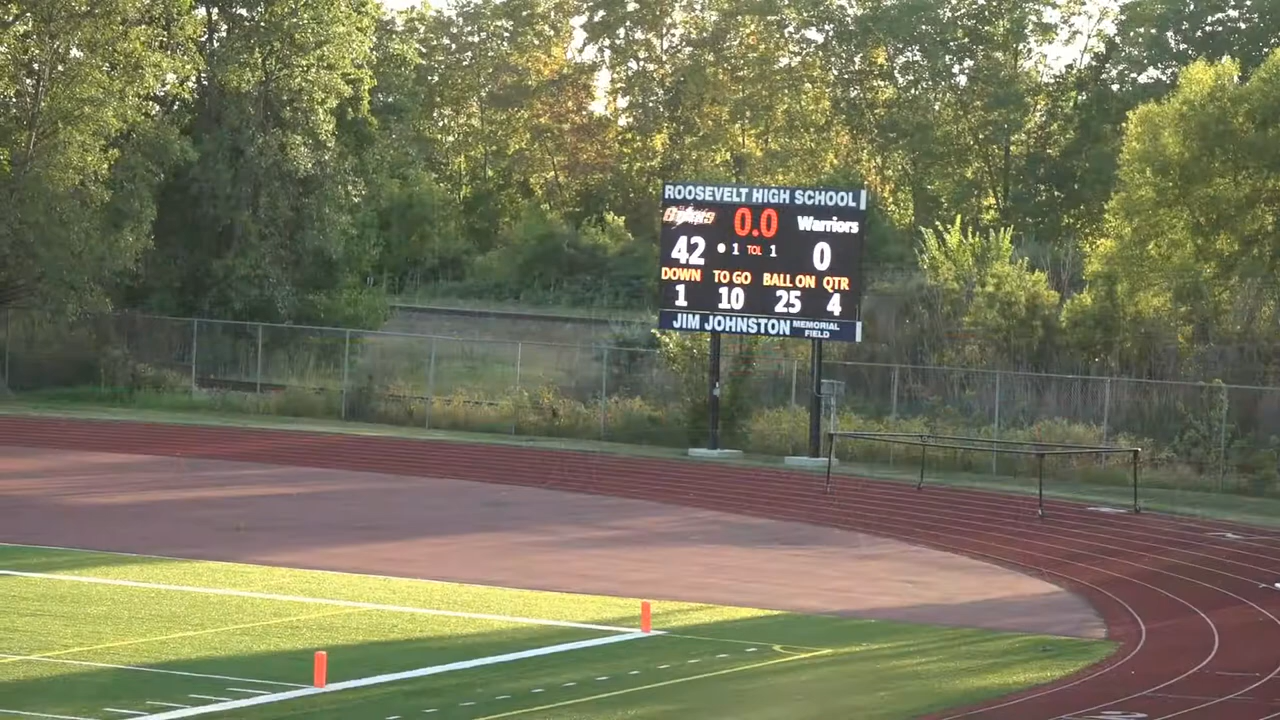 ROOSEVELT HIGH SCHOOL
0.0 Warriors
42 1 TOL 1 0
DOWN TO GO BALL ON QTR
1 10 25 4
JIM JOHNSTON MEMORIAL FIELD